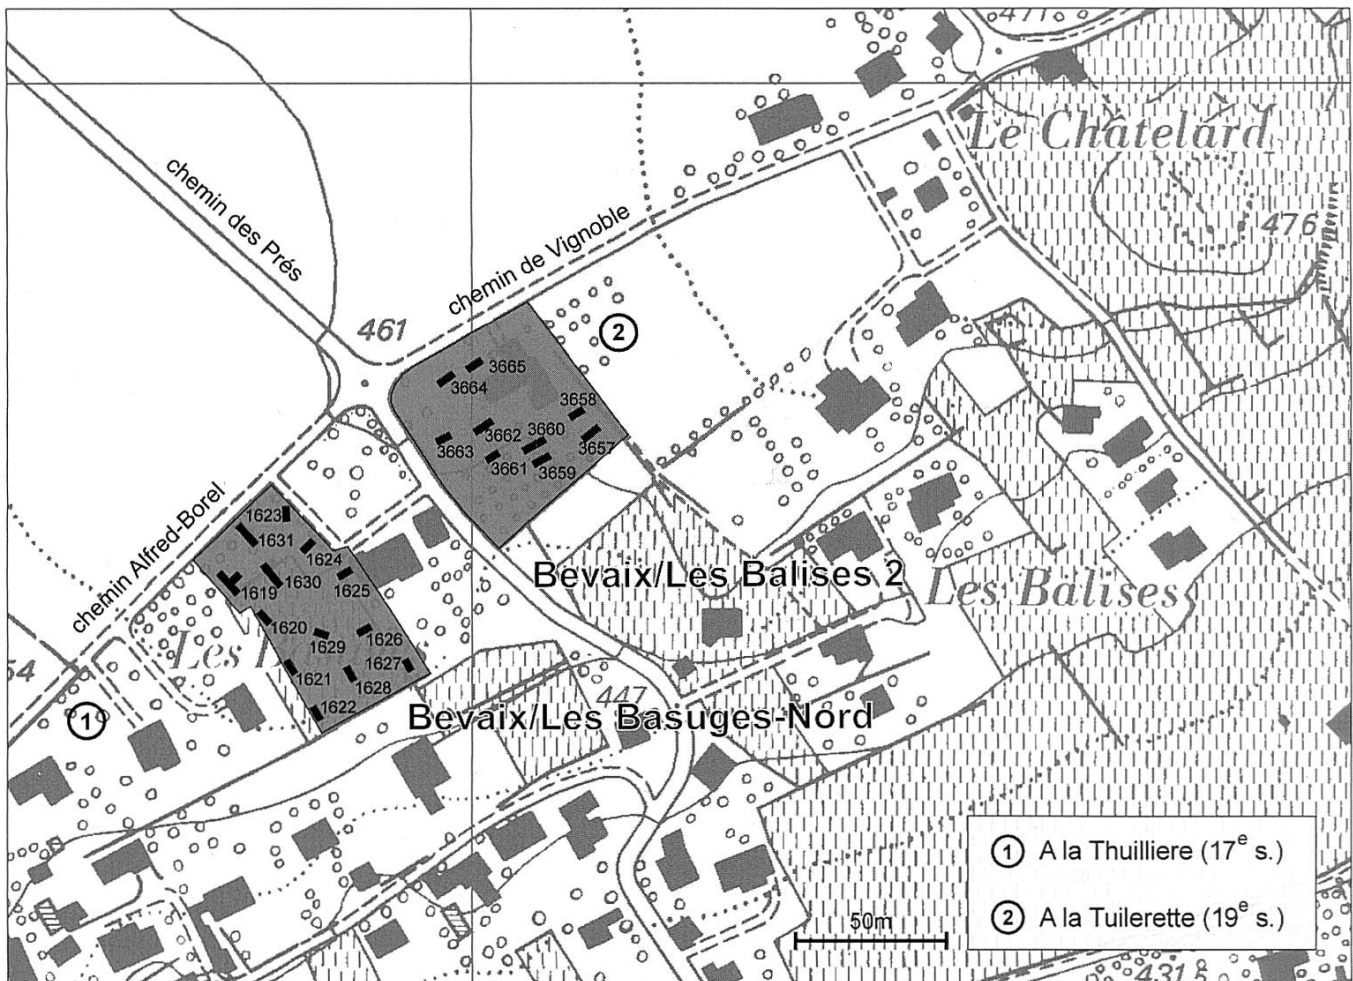 471
Le Châtelard
476
chemin des Prés
chemin de Vignoble
461
2
3665
3664
3658
3662
3660
3663
3657
3661
3659
chemin Alfred-Borel
1623
1631
1624
1630
1625
1619
Bevaix/Les Balises 2
Les Balises
1620
1629
1626
Les
1621
1627
1628
54
1622
447
1
Bevaix/Les Basuges-Nord
1 A la Thuilliere (17e s.)
50m
2 A la Tuilerette (19e s.)
431